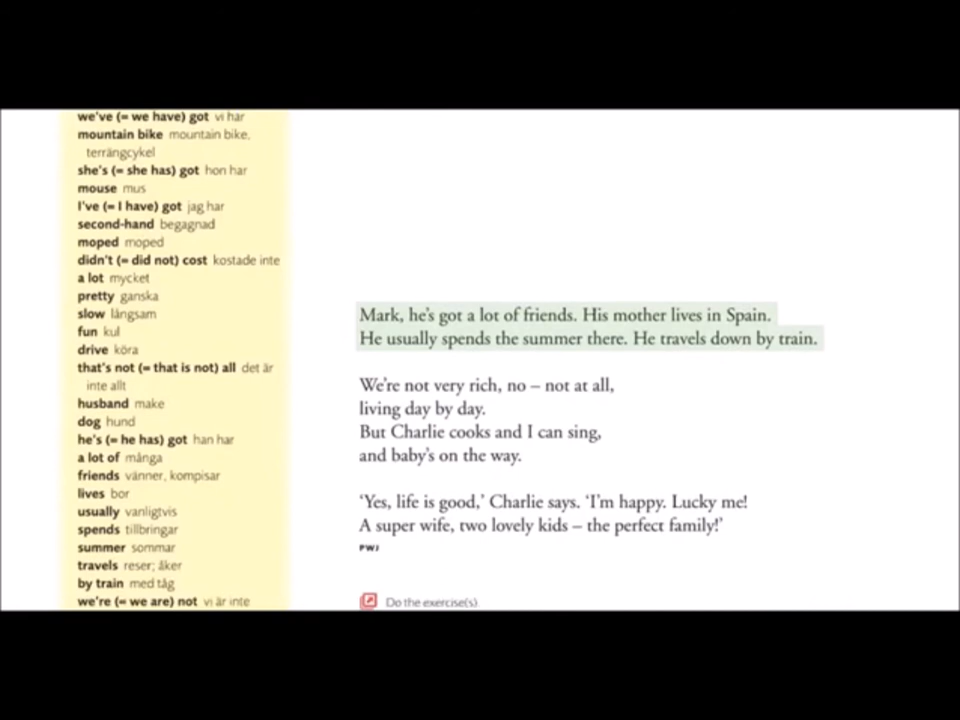 we've (= we have) got vi har
mountain bike mountain bike,
terrängcykel
she's (= she has) got hon har
mouse mus
I've (= I have) got jag har
second-hand begagnad
moped moped
didn't (= did not) cost kostade inte
a lot mycket
pretty ganska
slow långsam
fun kul
drive köra
that's not (= that is not) all det är
inte allt
husband make
dog hund
he's (= he has) got han har
a lot of många
friends vänner, kompisar
lives bor
usually vanligtvis
spends tillbringar
summer sommar
travels reser; åker
by train med tåg
we're (= we are) not vi är inte
Mark, he's got a lot of friends. His mother lives in Spain.
He usually spends the summer there. He travels down by train.
We're not very rich, no – not at all,
living day by day.
But Charlie cooks and I can sing,
and baby's on the way.
'Yes, life is good,' Charlie says. 'I'm happy. Lucky me!
A super wife, two lovely kids – the perfect family!'
PWJ
Do the exercise(s).